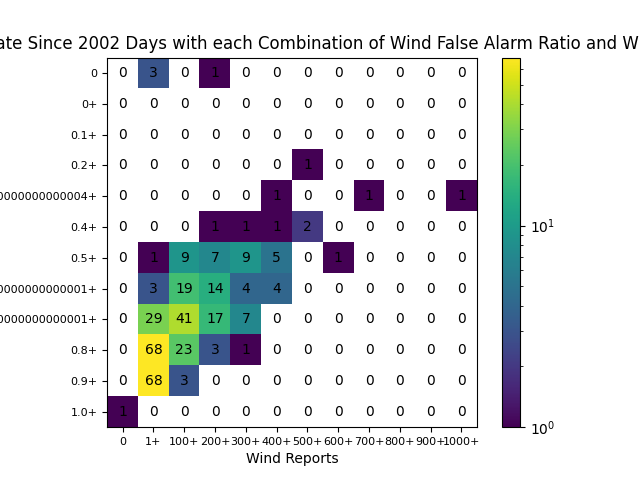 ate Since 2002 Days with each Combination of Wind False Alarm Ratio and W
0 0 3 0 1 0 0 0 0 0 0 0 0
0+ 0 0 0 0 0 0 0 0 0 0 0 0
0.1+ 0 0 0 0 0 0 0 0 0 0 0 0
0.2+ 0 0 0 0 0 0 1 0 0 0 0 0
0000000000004+ 0 0 0 0 0 1 0 0 1 0 0 1
0.4+ 0 0 0 1 1 1 2 0 0 0 0 0
0.5+ 0 1 9 7 9 5 0 1 0 0 0 0
0000000000001+ 0 3 19 14 4 4 0 0 0 0 0 0
0000000000001+ 0 29 41 17 7 0 0 0 0 0 0 0
0.8+ 0 68 23 3 1 0 0 0 0 0 0 0
0.9+ 0 68 3 0 0 0 0 0 0 0 0 0
1.0+ 1 0 0 0 0 0 0 0 0 0 0 0
0 1+ 100+ 200+ 300+ 400+ 500+ 600+ 700+ 800+ 900+ 1000+
Wind Reports
10¹
10⁰